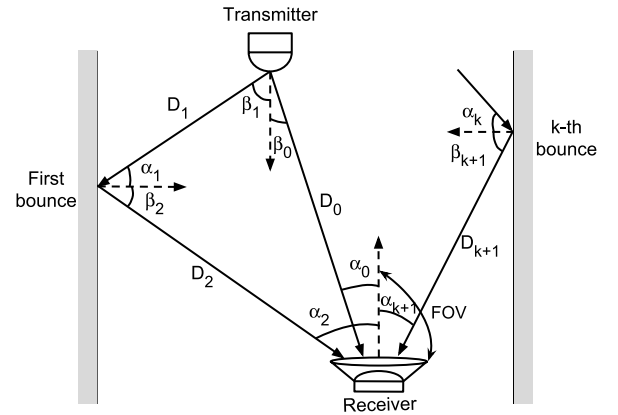 Transmitter
D₁
β₁
β₀
αₖ
βₖ₊₁
k-th
bounce
First
bounce
α₁
β₂
D₀
Dₖ₊₁
D₂
α₀
α₂
αₖ₊₁
FOV
Receiver